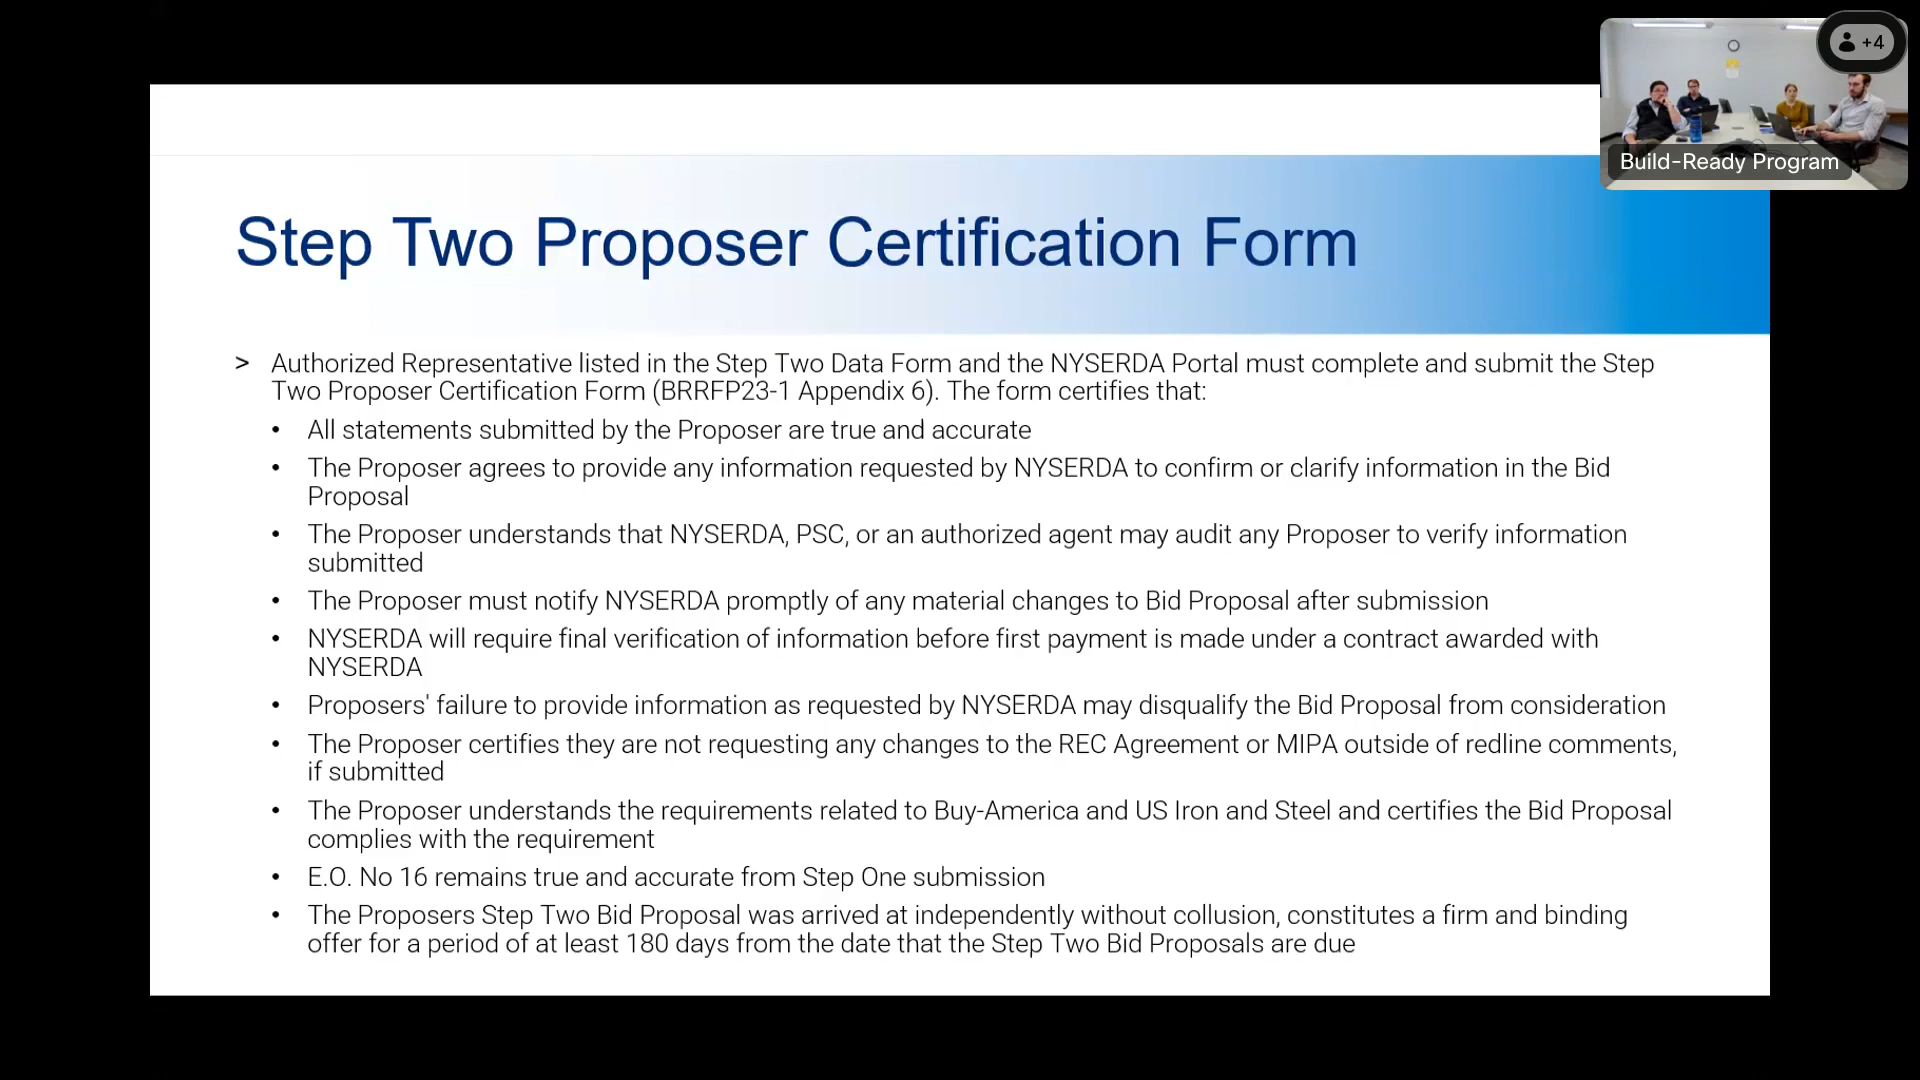 +4
Build-Ready Program
Step Two Proposer Certification Form
> Authorized Representative listed in the Step Two Data Form and the NYSERDA Portal must complete and submit the Step
Two Proposer Certification Form (BRRFP23-1 Appendix 6). The form certifies that:
• All statements submitted by the Proposer are true and accurate
• The Proposer agrees to provide any information requested by NYSERDA to confirm or clarify information in the Bid
Proposal
• The Proposer understands that NYSERDA, PSC, or an authorized agent may audit any Proposer to verify information
submitted
• The Proposer must notify NYSERDA promptly of any material changes to Bid Proposal after submission
• NYSERDA will require final verification of information before first payment is made under a contract awarded with
NYSERDA
• Proposers' failure to provide information as requested by NYSERDA may disqualify the Bid Proposal from consideration
• The Proposer certifies they are not requesting any changes to the REC Agreement or MIPA outside of redline comments,
if submitted
• The Proposer understands the requirements related to Buy-America and US Iron and Steel and certifies the Bid Proposal
complies with the requirement
• E.O. No 16 remains true and accurate from Step One submission
• The Proposers Step Two Bid Proposal was arrived at independently without collusion, constitutes a firm and binding
offer for a period of at least 180 days from the date that the Step Two Bid Proposals are due